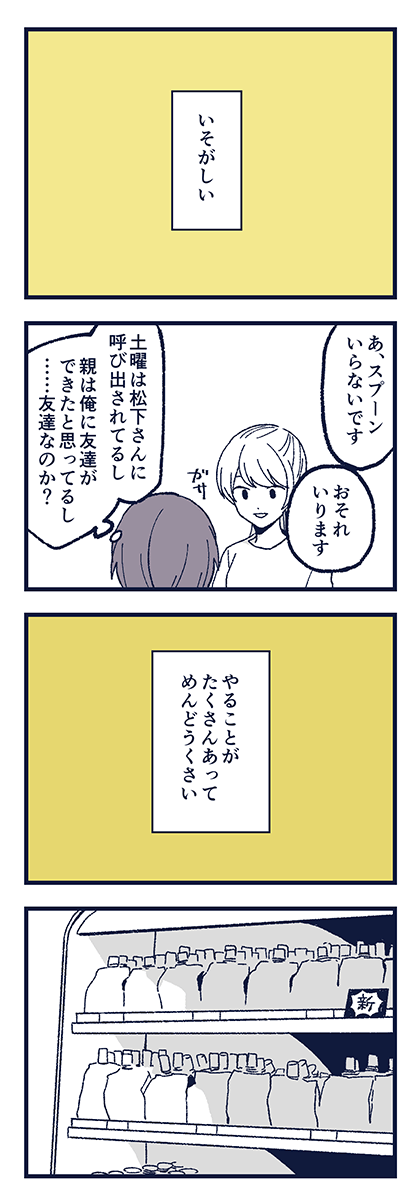 いそがしい
あ、スプーン
いらないです
おそれ
いります
ガサ
土曜は松下さんに
呼び出されてるし
親は俺に友達が
できたと思ってるし
……友達なのか？
やることが
たくさんあって
めんどうくさい
新